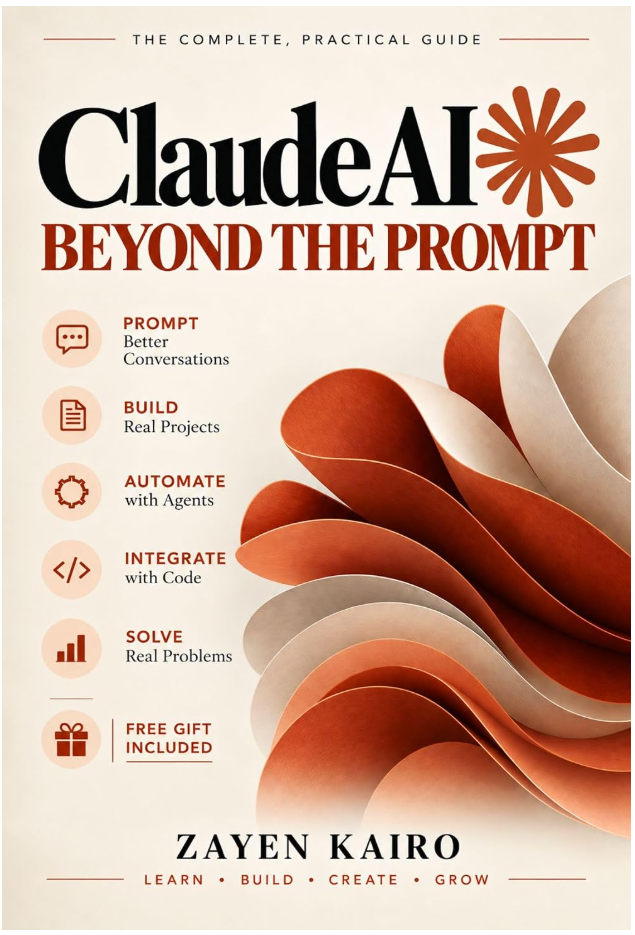 THE COMPLETE, PRACTICAL GUIDE
ClaudeAI
BEYOND THE PROMPT
PROMPT
Better
Conversations
BUILD
Real Projects
AUTOMATE
with Agents
INTEGRATE
with Code
SOLVE
Real Problems
FREE GIFT
INCLUDED
ZAYEN KAIRO
LEARN • BUILD • CREATE • GROW